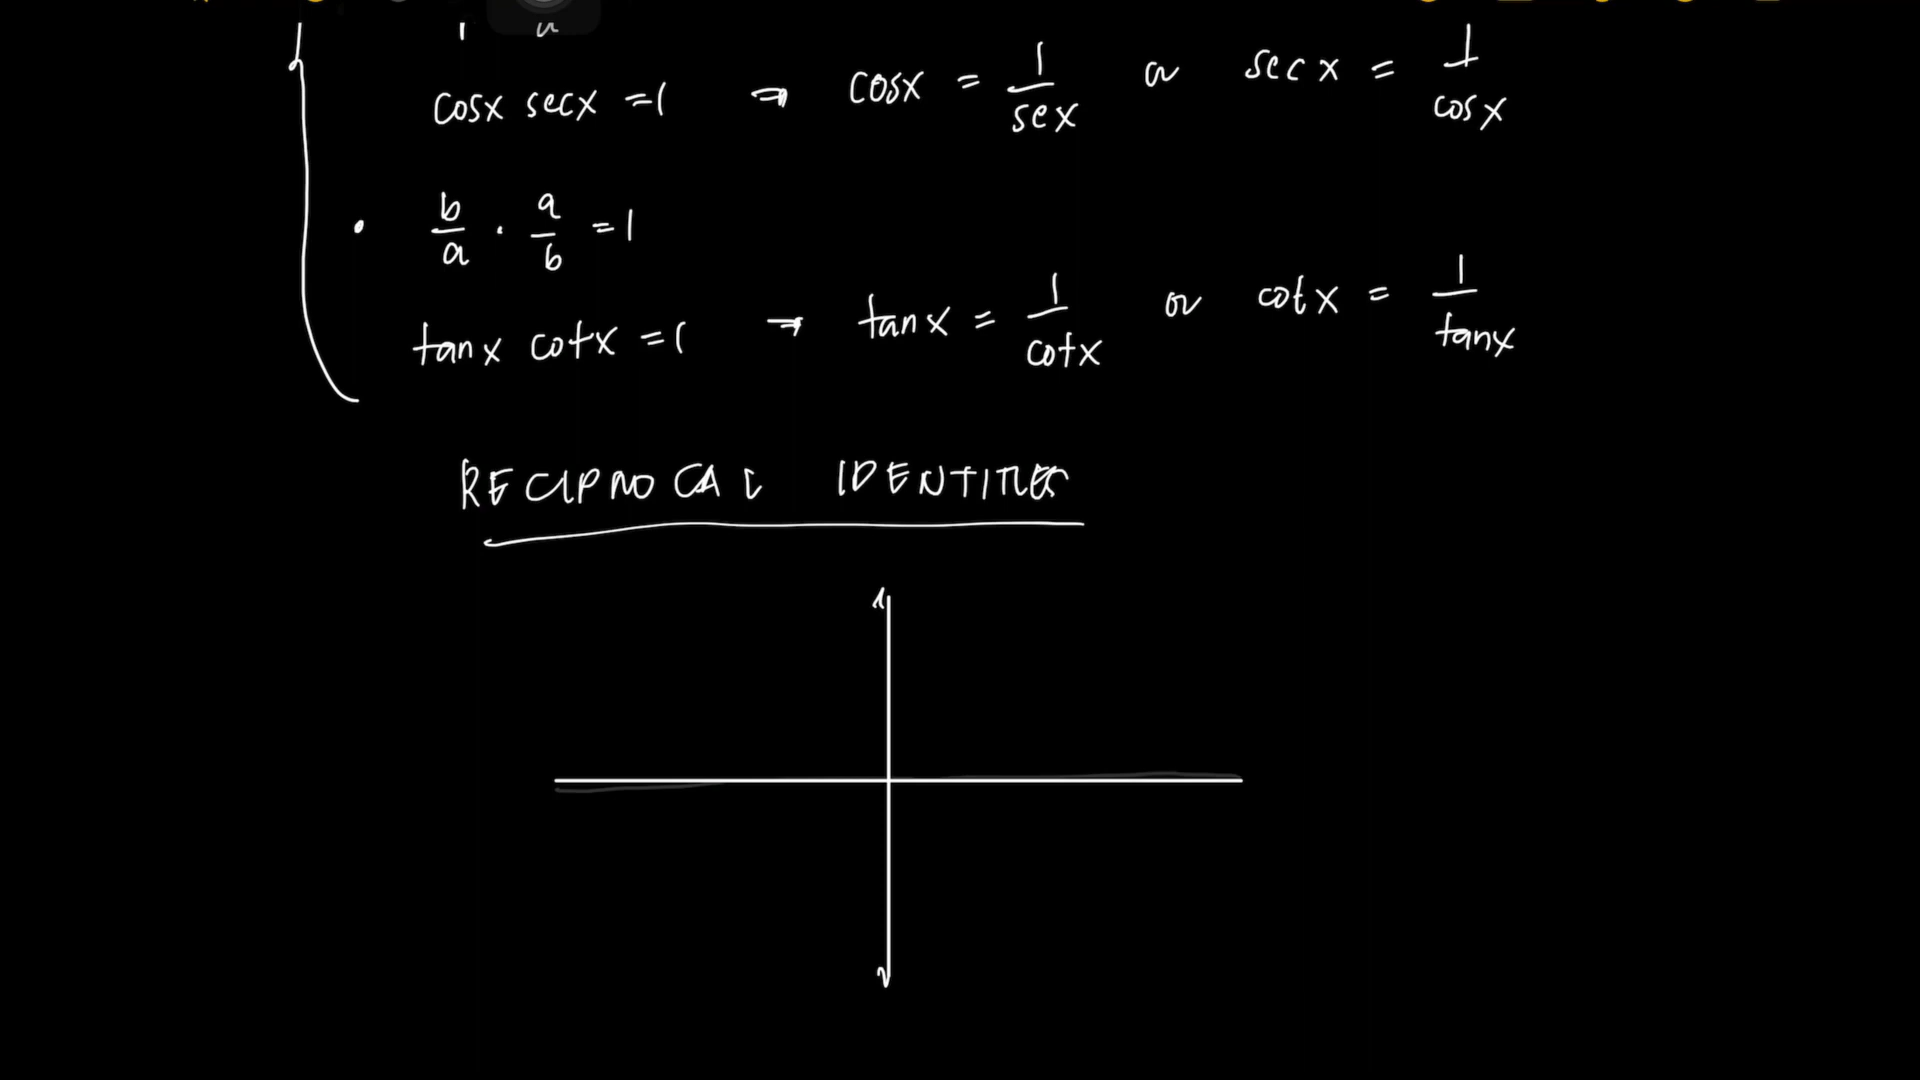 cosx secx = 1 ⇒ cosx = 1/sex or secx = 1/cosx
• b/a · a/b = 1
tanx cotx = 1 ⇒ tanx = 1/cotx or cotx = 1/tanx
RECIPROCAL IDENTITIES